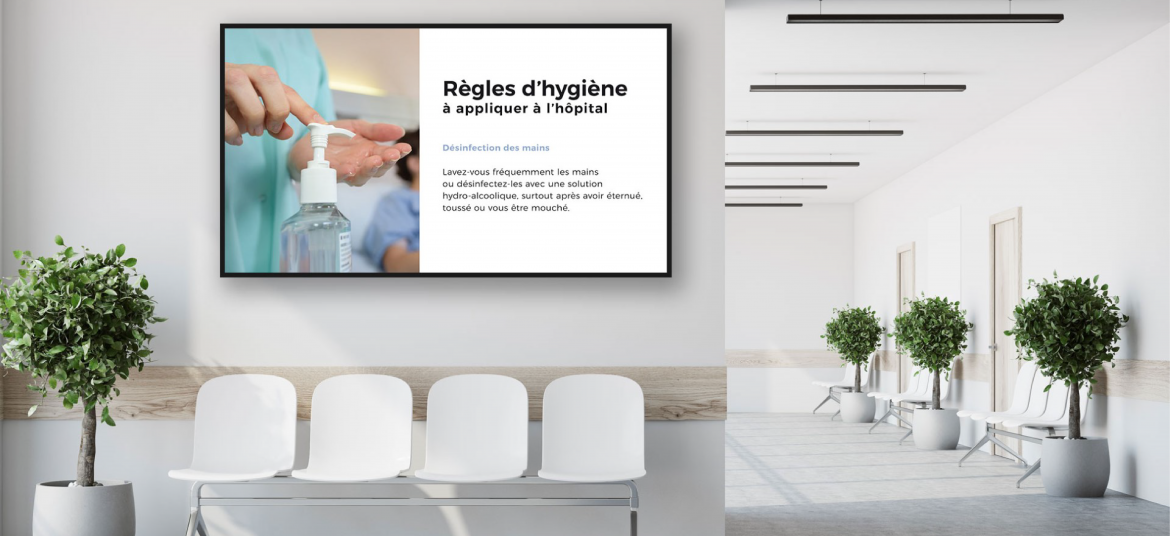 Règles d'hygiène
à appliquer à l'hôpital
Désinfection des mains
Lavez-vous fréquemment les mains
ou désinfectez-les avec une solution
hydro-alcoolique, surtout après avoir éternué,
toussé ou vous être mouché.